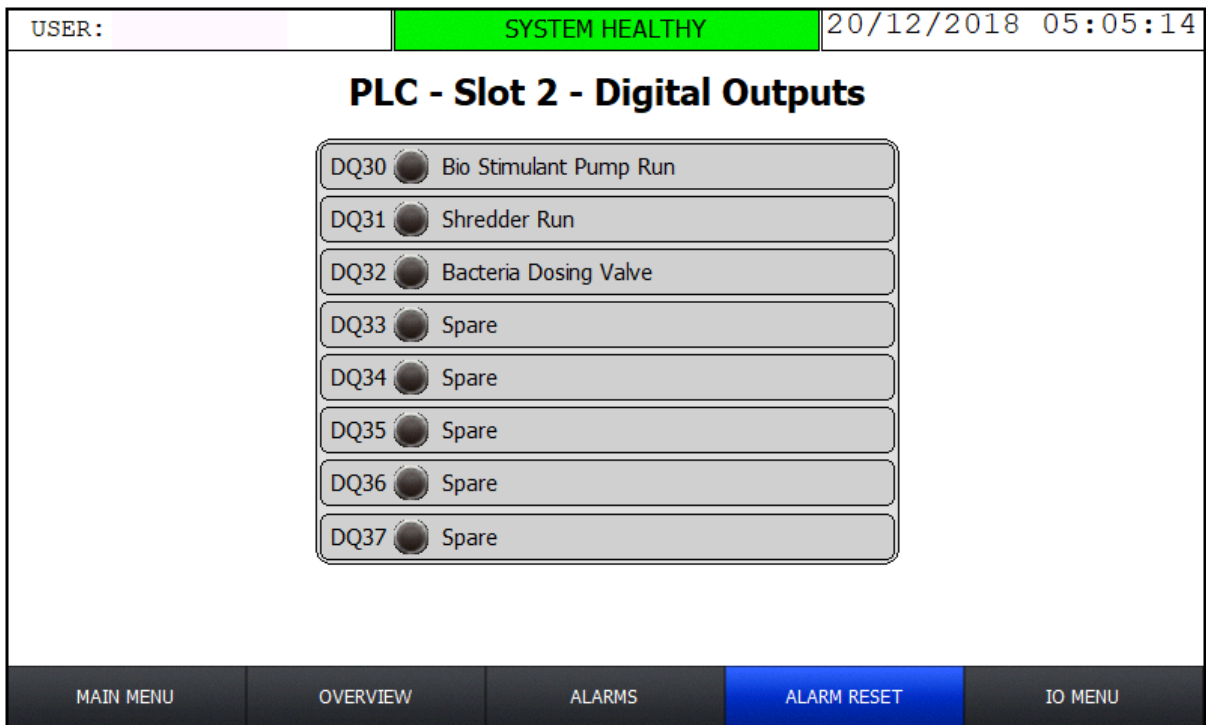 USER: SYSTEM HEALTHY 20/12/2018 05:05:14
PLC - Slot 2 - Digital Outputs
DQ30 Bio Stimulant Pump Run
DQ31 Shredder Run
DQ32 Bacteria Dosing Valve
DQ33 Spare
DQ34 Spare
DQ35 Spare
DQ36 Spare
DQ37 Spare
MAIN MENU OVERVIEW ALARMS ALARM RESET IO MENU